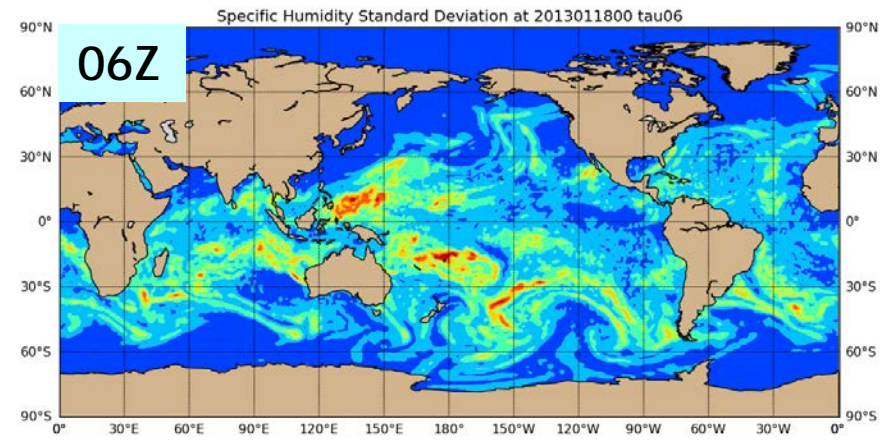 Specific Humidity Standard Deviation at 2013011800 tau06
90°N 90°N
06Z
60°N 60°N
30°N 30°N
0° 0°
30°S 30°S
60°S 60°S
90°S 90°S
0° 30°E 60°E 90°E 120°E 150°E 180° 150°W 120°W 90°W 60°W 30°W 0°